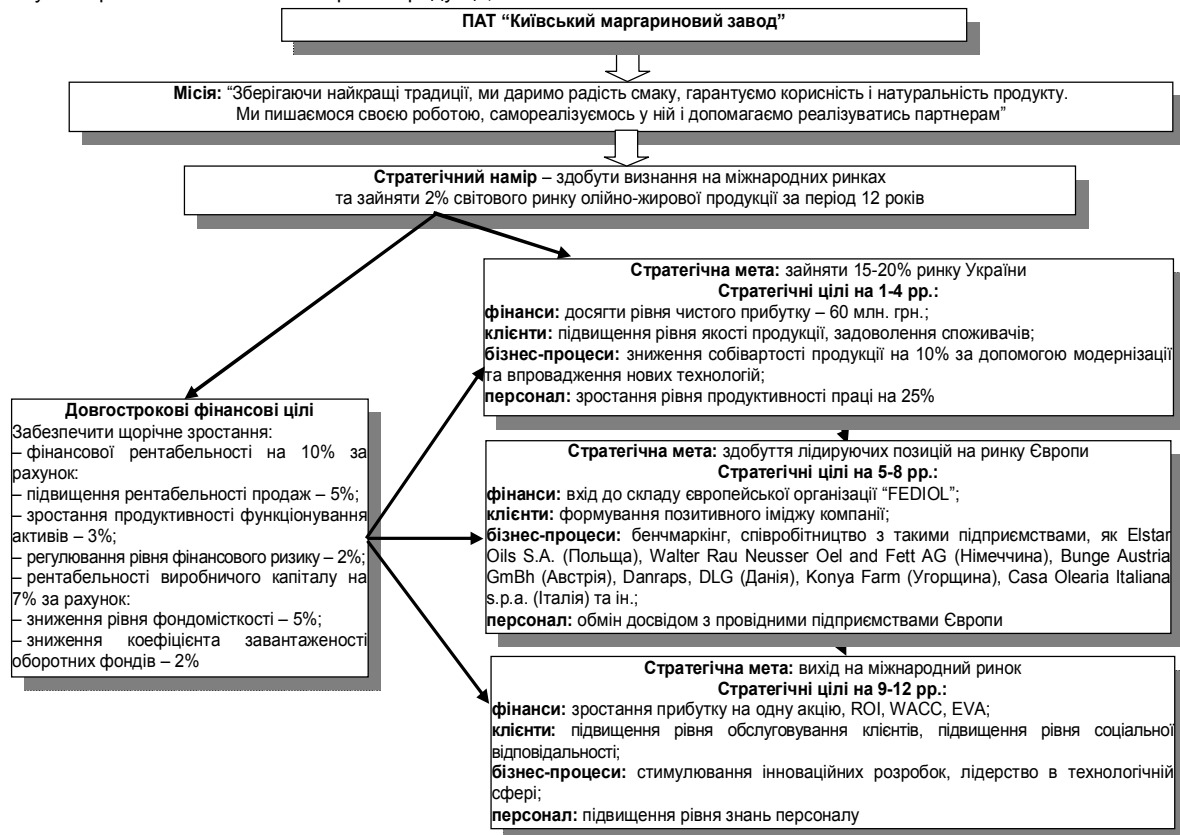 ПАТ “Київський маргариновий завод”
Місія: “Зберігаючи найкращі традиції, ми даримо радість смаку, гарантуємо корисність і натуральність продукту.
Ми пишаємося своєю роботою, самореалізуємось у ній і допомагаємо реалізуватись партнерам”
Стратегічний намір – здобути визнання на міжнародних ринках
та зайняти 2% світового ринку олійно-жирової продукції за період 12 років
Стратегічна мета: зайняти 15-20% ринку України
Стратегічні цілі на 1-4 рр.:
фінанси: досягти рівня чистого прибутку – 60 млн. грн.;
клієнти: підвищення рівня якості продукції, задоволення споживачів;
бізнес-процеси: зниження собівартості продукції на 10% за допомогою модернізації
та впровадження нових технологій;
персонал: зростання рівня продуктивності праці на 25%
Довгострокові фінансові цілі
Забезпечити щорічне зростання:
– фінансової рентабельності на 10% за
рахунок:
– підвищення рентабельності продаж – 5%;
– зростання продуктивності функціонування
активів – 3%;
– регулювання рівня фінансового ризику – 2%;
– рентабельності виробничого капіталу на
7% за рахунок:
– зниження рівня фондомісткості – 5%;
– зниження коефіцієнта завантаженості
оборотних фондів – 2%
Стратегічна мета: здобуття лідируючих позицій на ринку Європи
Стратегічні цілі на 5-8 рр.:
фінанси: вхід до складу європейської організації “FEDIOL”;
клієнти: формування позитивного іміджу компанії;
бізнес-процеси: бенчмаркінг, співробітництво з такими підприємствами, як Elstar
Oils S.A. (Польща), Walter Rau Neusser Oel and Fett AG (Німеччина), Bunge Austria
GmBh (Австрія), Danraps, DLG (Данія), Konya Farm (Угорщина), Casa Olearia Italiana
s.p.a. (Італія) та ін.;
персонал: обмін досвідом з провідними підприємствами Європи
Стратегічна мета: вихід на міжнародний ринок
Стратегічні цілі на 9-12 рр.:
фінанси: зростання прибутку на одну акцію, ROI, WACC, EVA;
клієнти: підвищення рівня обслуговування клієнтів, підвищення рівня соціальної
відповідальності;
бізнес-процеси: стимулювання інноваційних розробок, лідерство в технологічній
сфері;
персонал: підвищення рівня знань персоналу